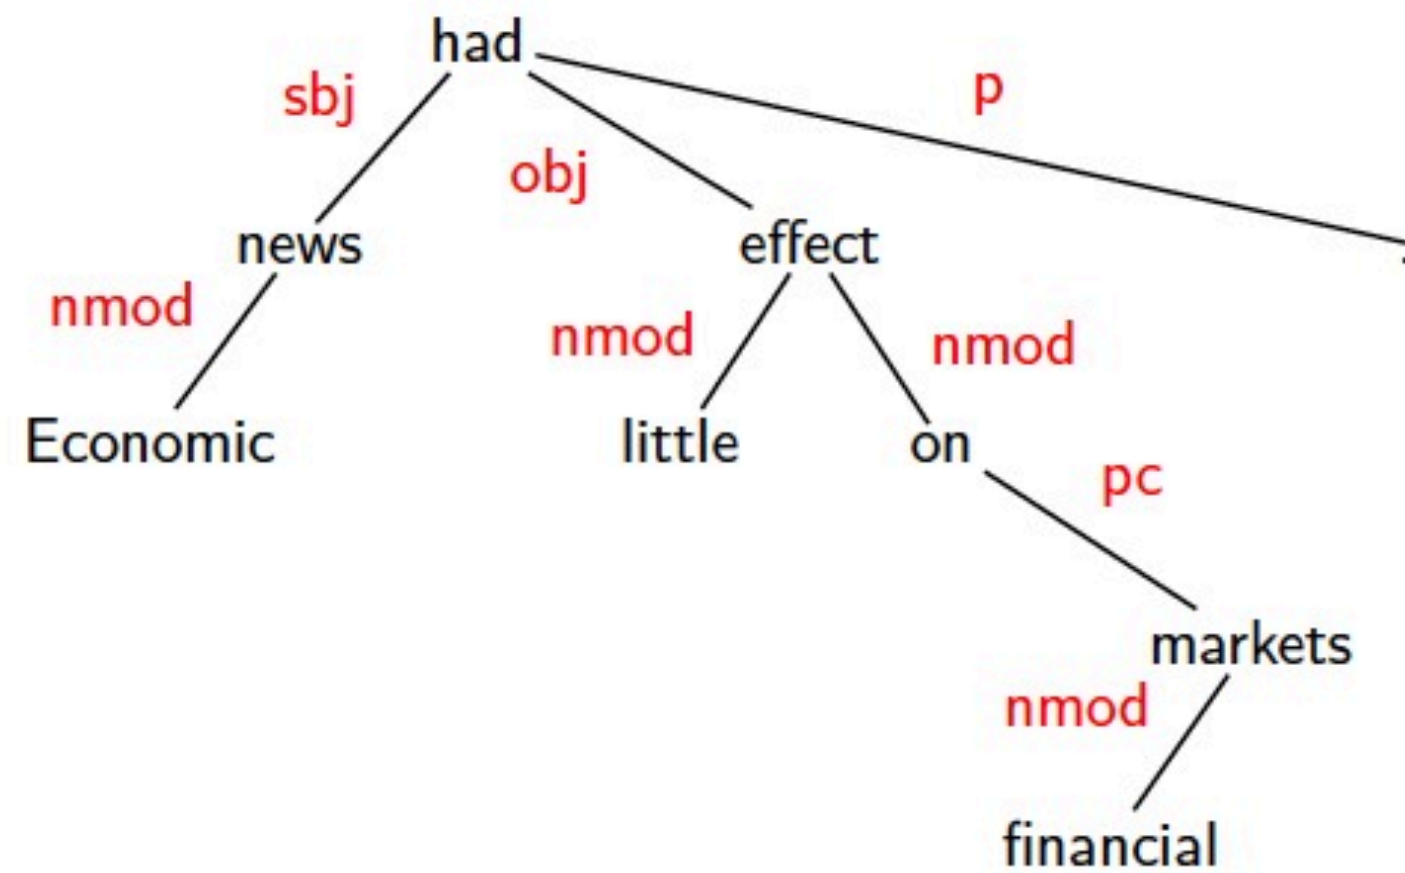 had
sbj p
obj
news effect .
nmod nmod nmod
Economic little on
pc
markets
nmod
financial